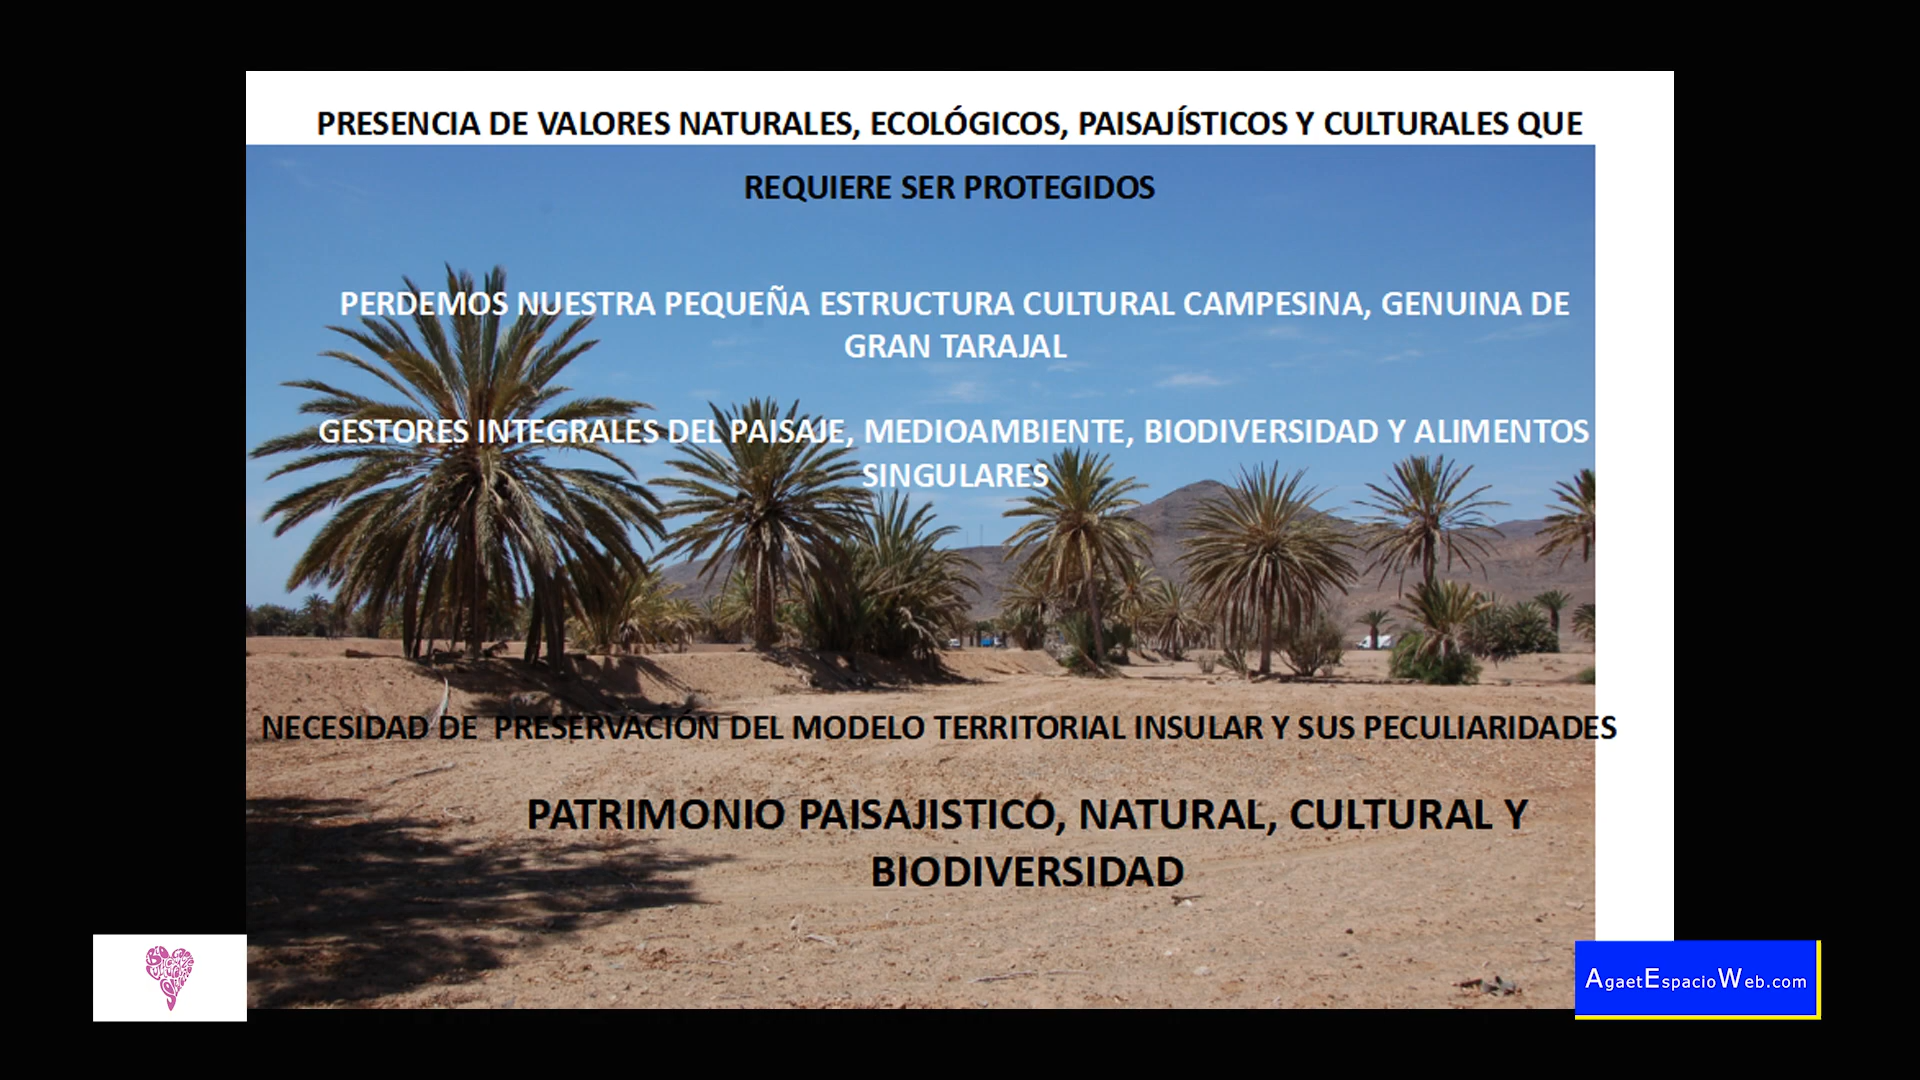 PRESENCIA DE VALORES NATURALES, ECOLÓGICOS, PAISAJÍSTICOS Y CULTURALES QUE
REQUIERE SER PROTEGIDOS
PERDEMOS NUESTRA PEQUEÑA ESTRUCTURA CULTURAL CAMPESINA, GENUINA DE
GRAN TARAJAL
GESTORES INTEGRALES DEL PAISAJE, MEDIOAMBIENTE, BIODIVERSIDAD Y ALIMENTOS
SINGULARES
NECESIDAD DE  PRESERVACIÓN DEL MODELO TERRITORIAL INSULAR Y SUS PECULIARIDADES
PATRIMONIO PAISAJISTICO, NATURAL, CULTURAL Y
BIODIVERSIDAD
AgaetEspacioWeb.com